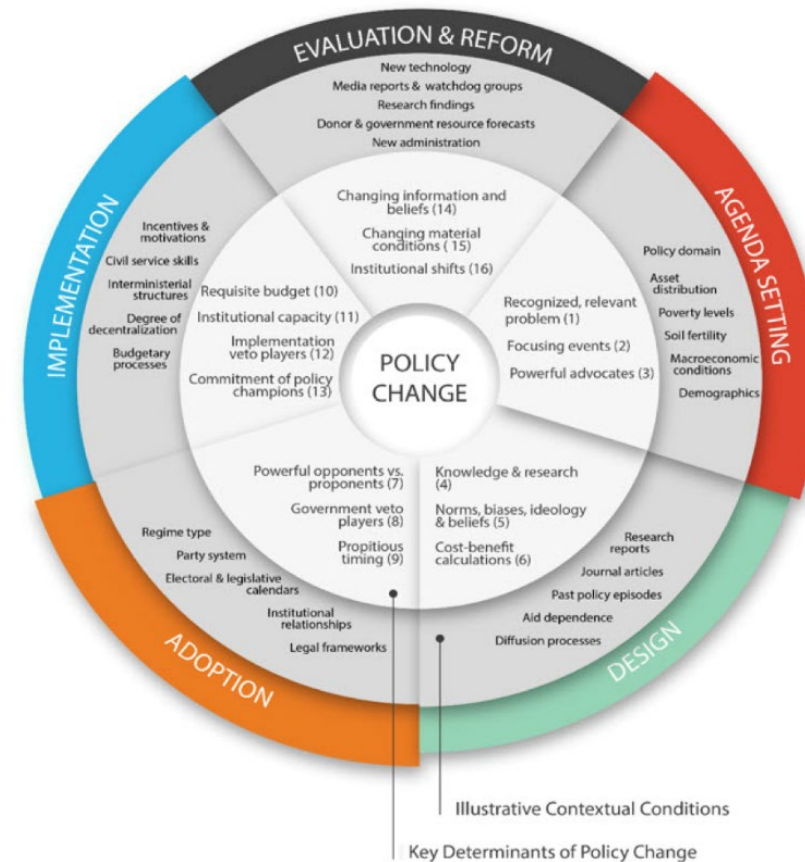 EVALUATION & REFORM
New technology
Media reports & watchdog groups
Research findings
Donor & government resource forecasts
New administration
Changing information and
beliefs (14)
Changing material
conditions ( 15)
Institutional shifts (16)
AGENDA SETTING
Policy domain
Asset
distribution
Poverty levels
Soil fertility
Macroeconomic
conditions
Demographics
Recognized, relevant
problem (1)
Focusing events (2)
Powerful advocates (3)
DESIGN
Research
reports
Journal articles
Past policy episodes
Aid dependence
Diffusion processes
Knowledge & research
(4)
Norms, biases, ideology
& beliefs (5)
Cost-benefit
calculations (6)
ADOPTION
Regime type
Party system
Electoral & legislative
calendars
Institutional
relationships
Legal frameworks
Powerful opponents vs.
proponents (7)
Government veto
players (8)
Propitious
timing (9)
IMPLEMENTATION
Incentives &
motivations
Civil service skills
Interministerial
structures
Degree of
decentralization
Budgetary
processes
Requisite budget (10)
Institutional capacity (11)
Implementation
veto players (12)
Commitment of policy
champions (13)
POLICY
CHANGE
Illustrative Contextual Conditions
Key Determinants of Policy Change